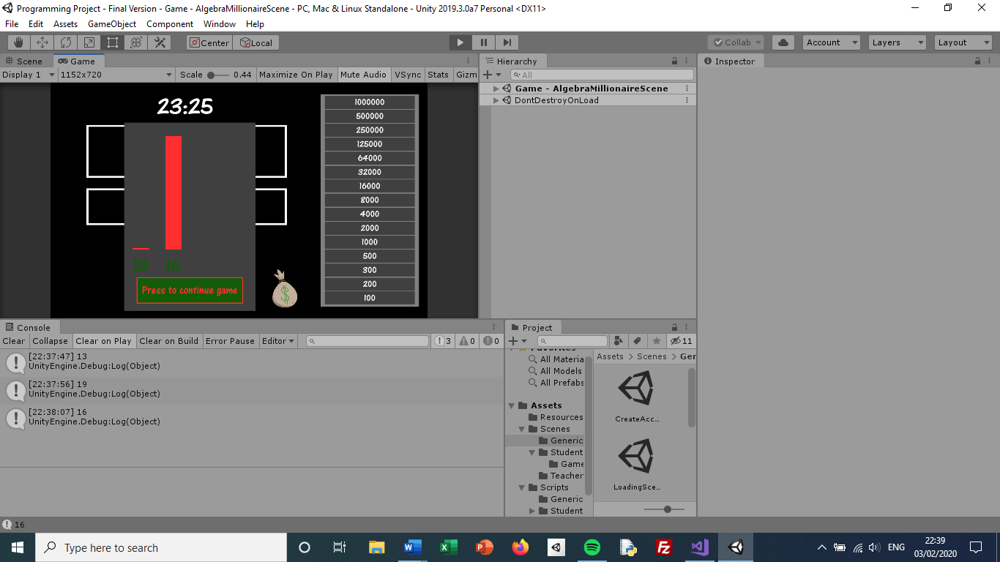 Programming Project - Final Version - Game - AlgebraMillionaireScene - PC, Mac & Linux Standalone - Unity 2019.3.0a7 Personal <DX11>
File Edit Assets GameObject Component Window Help
Center Local Collab Account Layers Layout
Scene Game
Display 1 1152x720 Scale 0.44 Maximize On Play Mute Audio VSync Stats Gizm
23:25
1000000
500000
250000
125000
64000
32000
16000
8000
4000
2000
1000
500
300
200
100
13 16
Press to continue game
$
Hierarchy
All
Game - AlgebraMillionaireScene
DontDestroyOnLoad
Inspector
Console
Clear Collapse Clear on Play Clear on Build Error Pause Editor 3 0 0
[22:37:47] 13
UnityEngine.Debug:Log(Object)
[22:37:56] 19
UnityEngine.Debug:Log(Object)
[22:38:07] 16
UnityEngine.Debug:Log(Object)
Project
11
Favorites
All Materia
All Models
All Prefabs
Assets
Resources
Scenes
Generic
Student
Game
Teacher
Scripts
Generic
Student
Assets > Scenes > Ger
CreateAcc...
LoadingSce...
16
Type here to search
ENG
22:39
03/02/2020